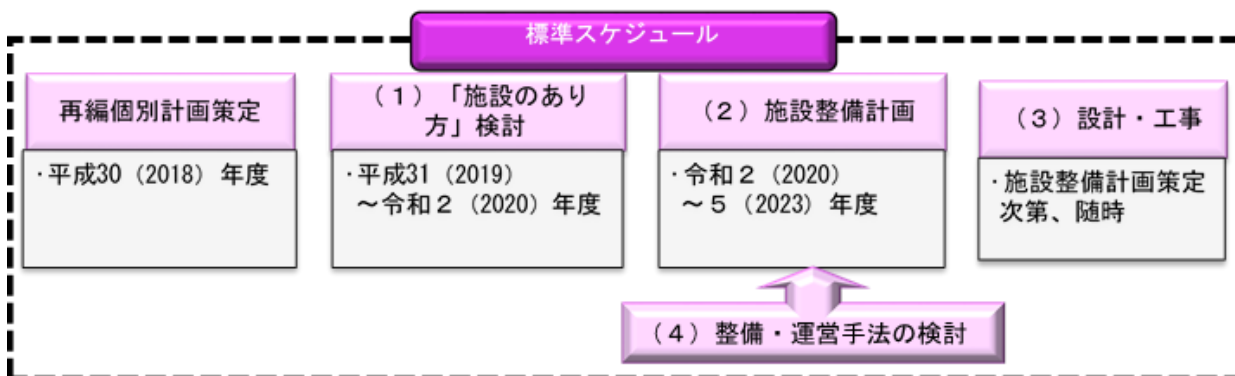 標準スケジュール
再編個別計画策定
・平成30（2018）年度
（１）「施設のあり
方」検討
・平成31（2019）
～令和２（2020）年度
（２）施設整備計画
・令和２（2020）
～５（2023）年度
（３）設計・工事
・施設整備計画策定
次第、随時
（４）整備・運営手法の検討